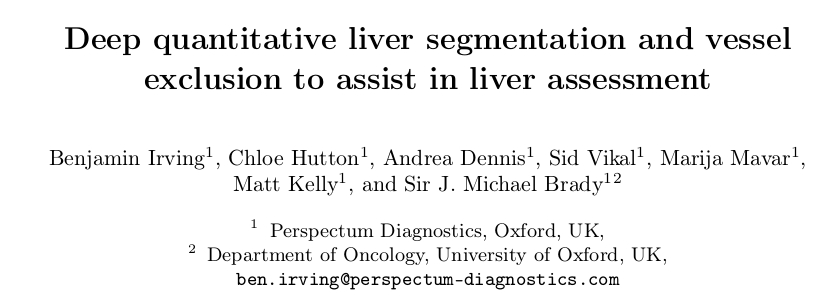 Deep quantitative liver segmentation and vessel
exclusion to assist in liver assessment
Benjamin Irving¹, Chloe Hutton¹, Andrea Dennis¹, Sid Vikal¹, Marija Mavar¹,
Matt Kelly¹, and Sir J. Michael Brady¹²
¹ Perspectum Diagnostics, Oxford, UK,
² Department of Oncology, University of Oxford, UK,
ben.irving@perspectum-diagnostics.com